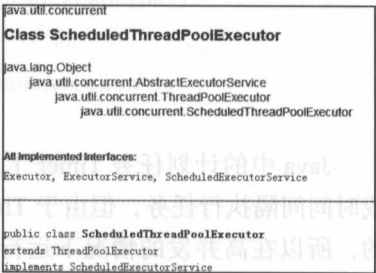 java.util.concurrent
Class ScheduledThreadPoolExecutor
java.lang.Object
java.util.concurrent.AbstractExecutorService
java.util.concurrent.ThreadPoolExecutor
java.util.concurrent.ScheduledThreadPoolExecutor
All Implemented Interfaces:
Executor, ExecutorService, ScheduledExecutorService
public class ScheduledThreadPoolExecutor
extends ThreadPoolExecutor
implements ScheduledExecutorService